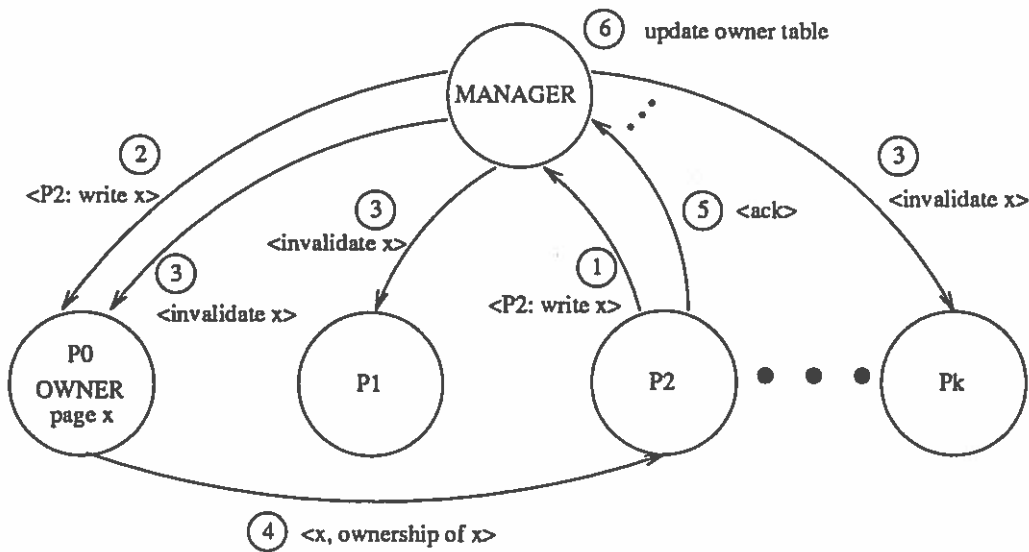 6 update owner table
MANAGER
2
<P2: write x>
3
<invalidate x>
3
<invalidate x>
1
<P2: write x>
5 <ack>
3
<invalidate x>
P0
OWNER
page x
P1
P2
Pk
4 <x, ownership of x>